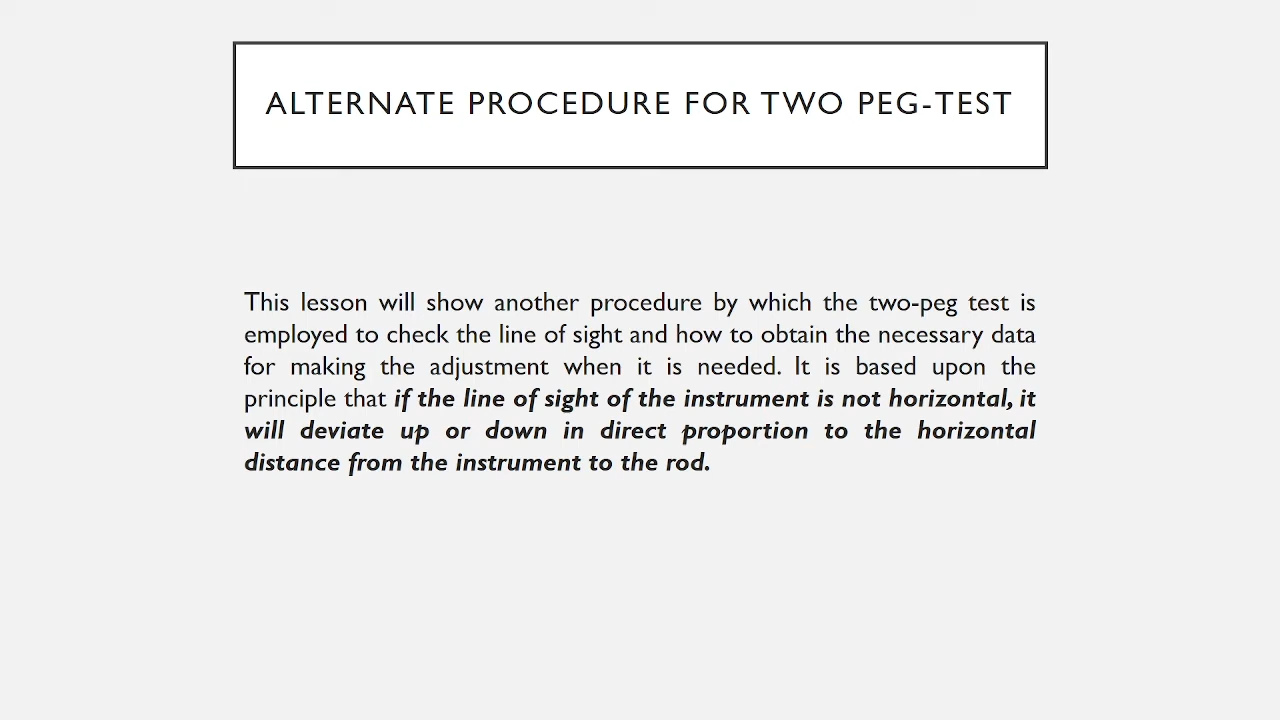 ALTERNATE PROCEDURE FOR TWO PEG-TEST
This lesson will show another procedure by which the two-peg test is
employed to check the line of sight and how to obtain the necessary data
for making the adjustment when it is needed. It is based upon the
principle that if the line of sight of the instrument is not horizontal, it
will deviate up or down in direct proportion to the horizontal
distance from the instrument to the rod.